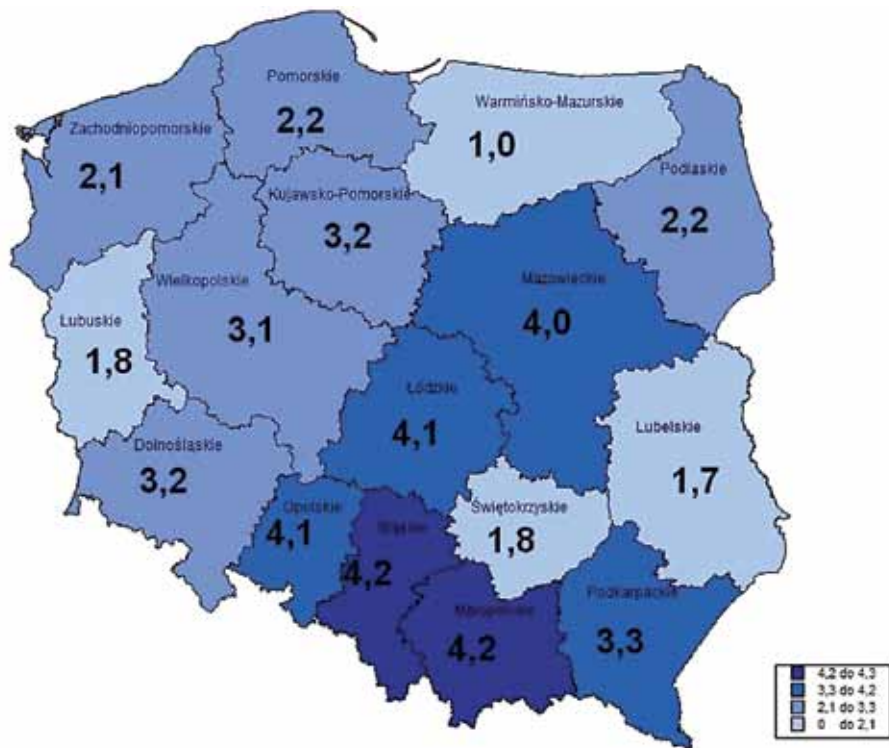 Pomorskie
2,2
Warmińsko-Mazurskie
1,0
Zachodniopomorskie
2,1
Podlaskie
2,2
Kujawsko-Pomorskie
3,2
Mazowieckie
4,0
Wielkopolskie
3,1
Lubuskie
1,8
Łódzkie
4,1
Lubelskie
1,7
Dolnośląskie
3,2
Opolskie
4,1
Śląskie
4,2
Świętokrzyskie
1,8
Małopolskie
4,2
Podkarpackie
3,3
4,2 do 4,3
3,3 do 4,2
2,1 do 3,3
0 do 2,1